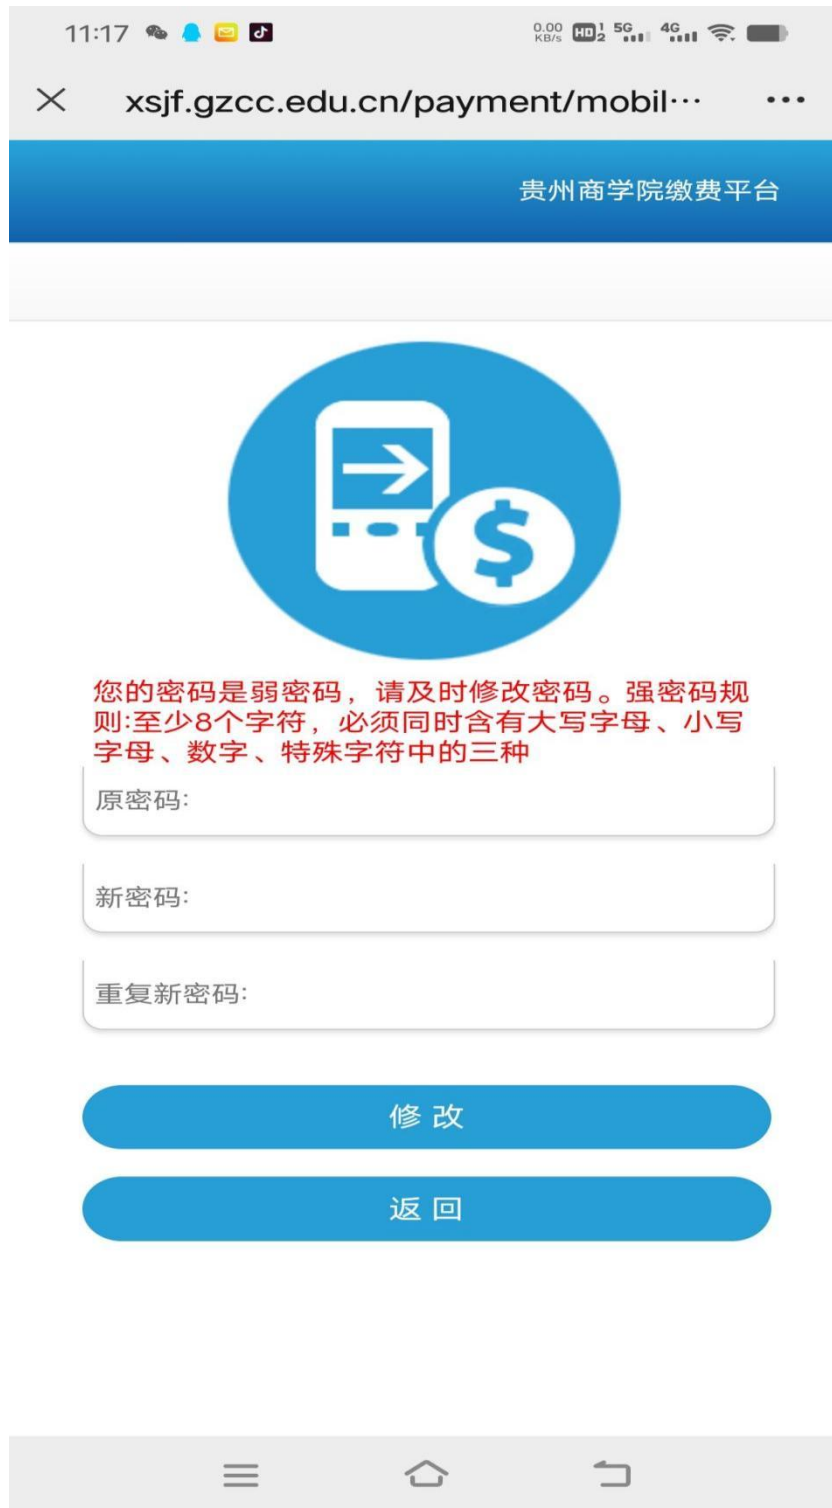 11:17
0.00 KB/s HD 1 2 5G 4G
xsjf.gzcc.edu.cn/payment/mobil···
贵州商学院缴费平台
$
您的密码是弱密码，请及时修改密码。强密码规
则:至少8个字符，必须同时含有大写字母、小写
字母、数字、特殊字符中的三种
原密码:
新密码:
重复新密码:
修 改
返 回